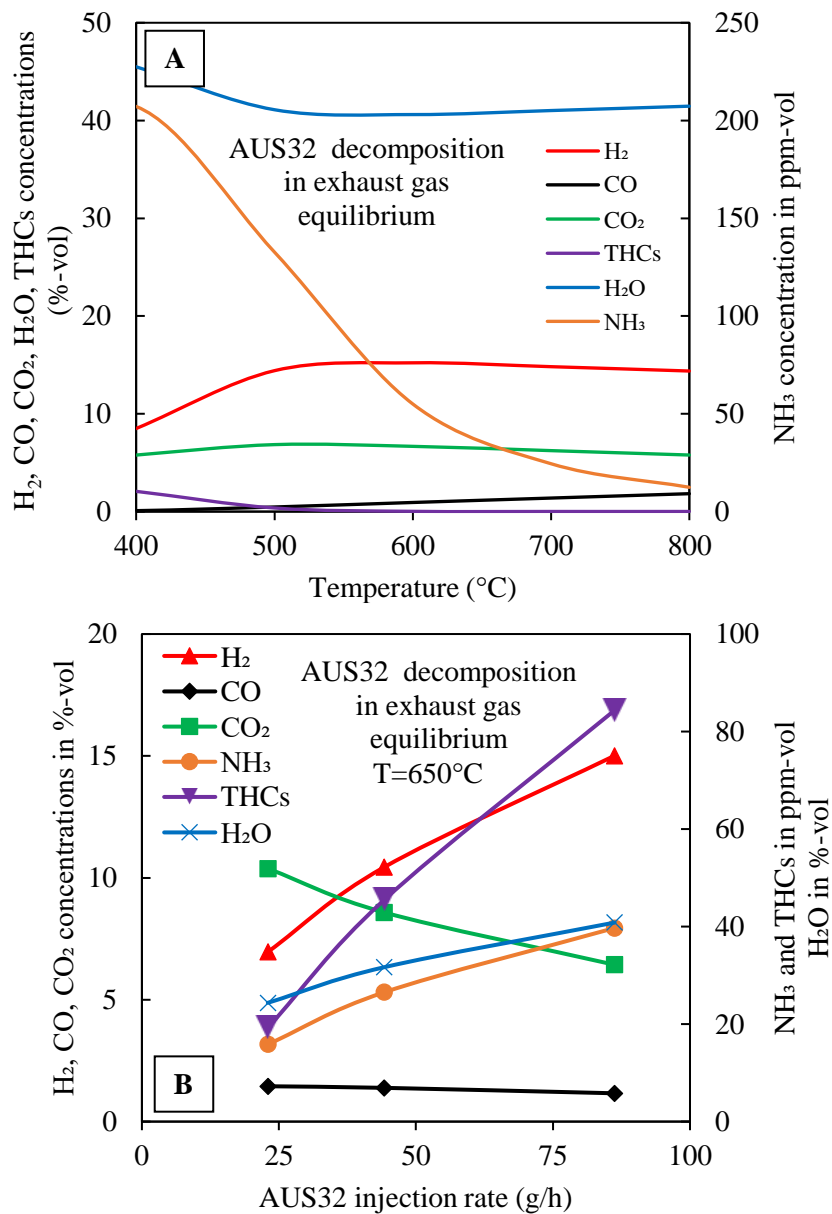 A
50
40
30
20
10
0
H₂, CO, CO₂, H₂O, THCs concentrations
(%-vol)
AUS32 decomposition
in exhaust gas
equilibrium
H₂
CO
CO₂
THCs
H₂O
NH₃
250
200
150
100
50
0
NH₃ concentration in ppm-vol
400 500 600 700 800
Temperature (°C)
B
20
15
10
5
0
H₂, CO, CO₂ concentrations in %-vol
H₂
CO
CO₂
NH₃
THCs
H₂O
AUS32 decomposition
in exhaust gas
equilibrium
T=650°C
100
80
60
40
20
0
NH₃ and THCs in ppm-vol
H₂O in %-vol
0 25 50 75 100
AUS32 injection rate (g/h)